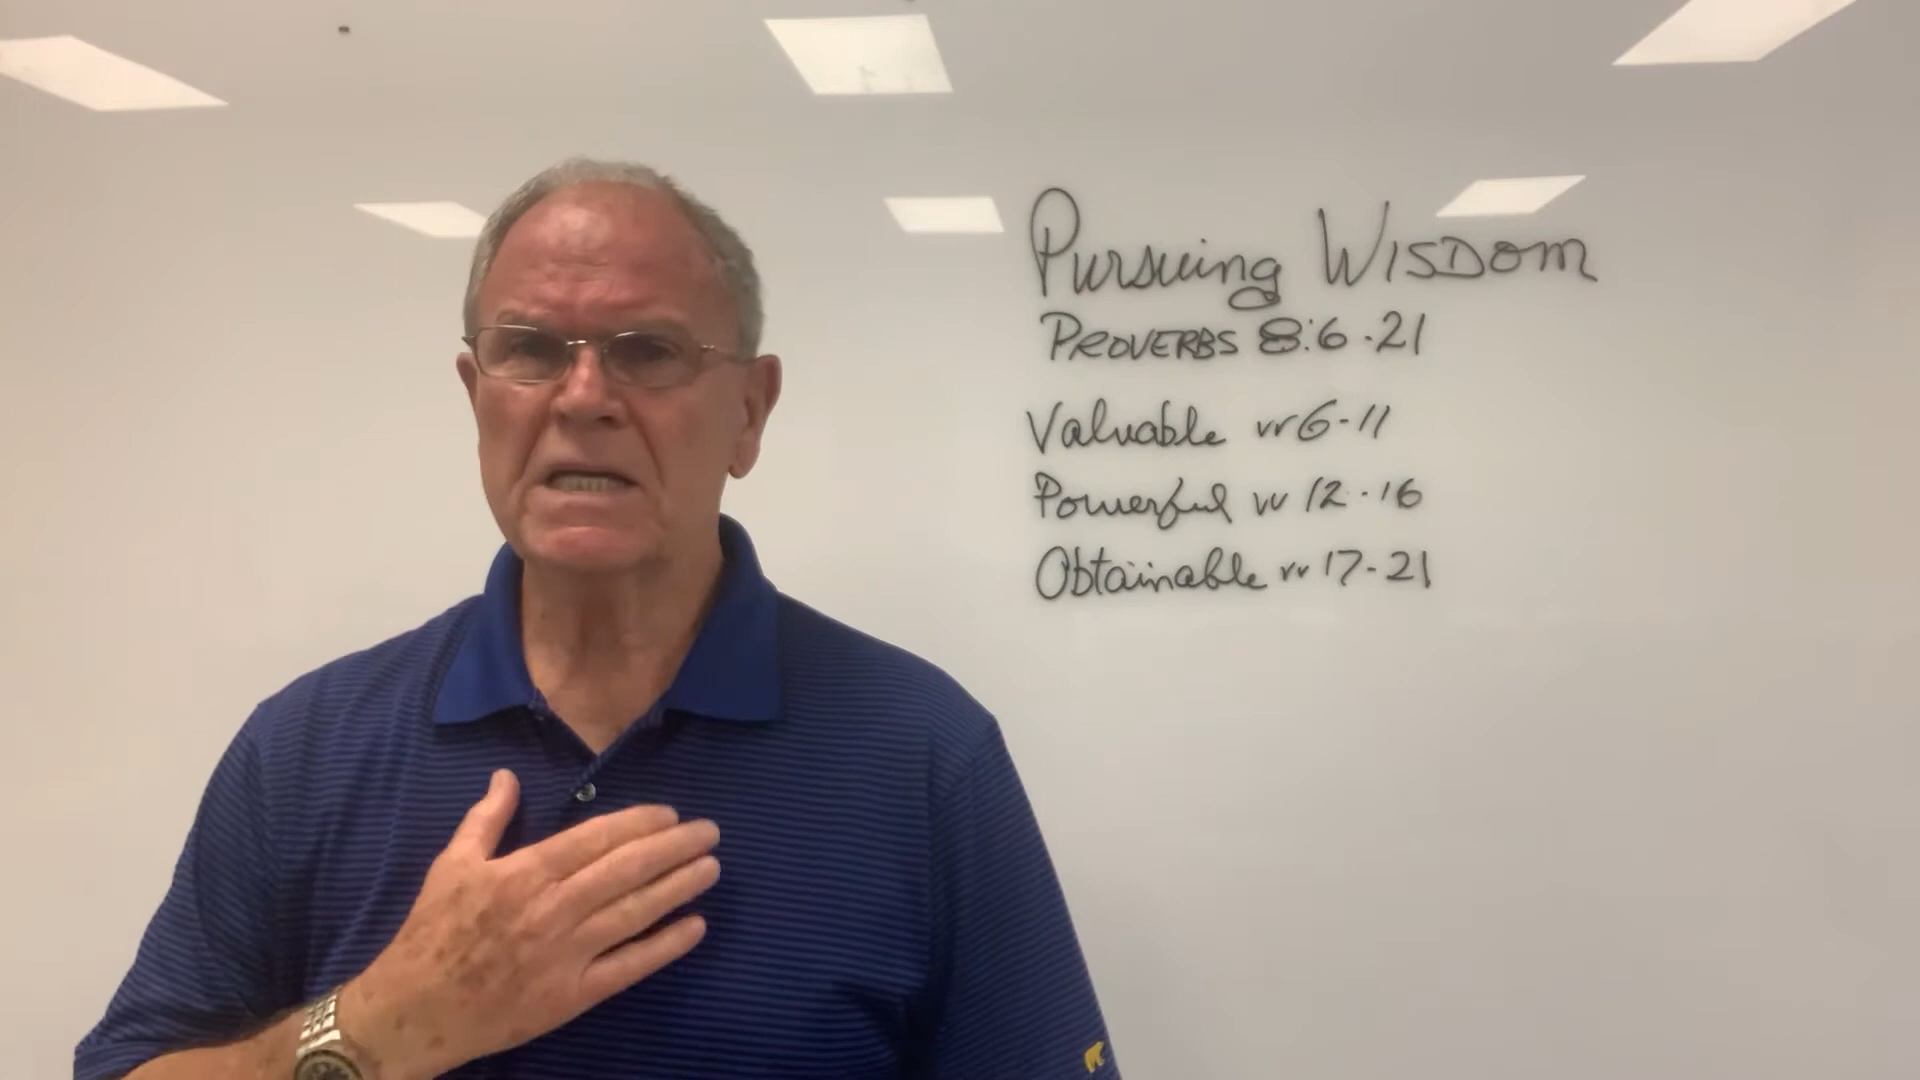 Pursuing WISDOM
PROVERBS 8:6-21
Valuable vv 6-11
Powerful vv 12-16
Obtainable vv 17-21